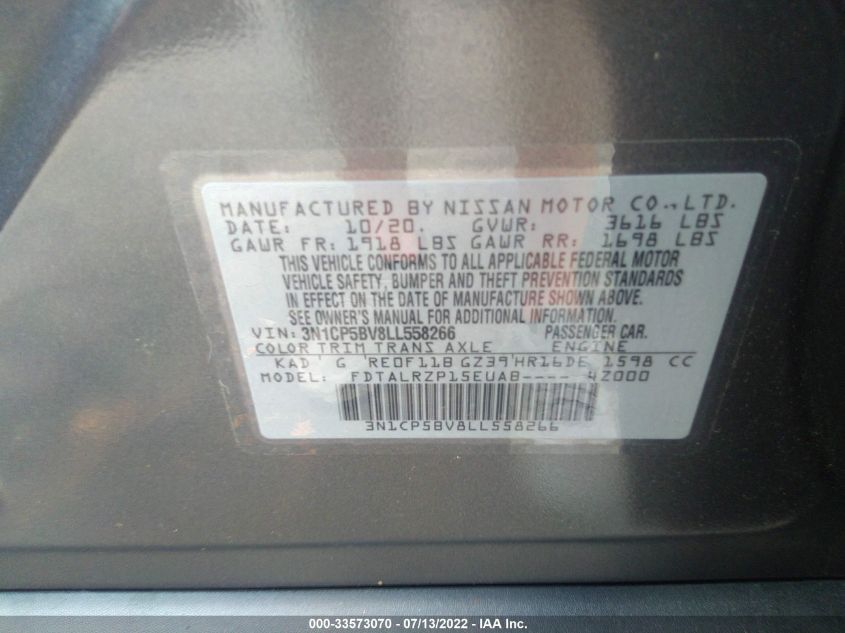 MANUFACTURED BY NISSAN MOTOR CO.,LTD.
DATE: 10/20. GVWR: 3616 LBS
GAWR FR: 1918 LBS GAWR RR: 1698 LBS
THIS VEHICLE CONFORMS TO ALL APPLICABLE FEDERAL MOTOR
VEHICLE SAFETY, BUMPER AND THEFT PREVENTION STANDARDS
IN EFFECT ON THE DATE OF MANUFACTURE SHOWN ABOVE.
SEE OWNER'S MANUAL FOR ADDITIONAL INFORMATION.
VIN: 3N1CP5BV8LL558266 PASSENGER CAR.
COLOR TRIM TRANS AXLE ENGINE
KAD G RE0F11B GZ39 HR16DE 1598 CC
MODEL: FDTALRZP15EUAB---- 4Z000
3N1CP5BV8LL558266
000-33573070 - 07/13/2022 - IAA Inc.